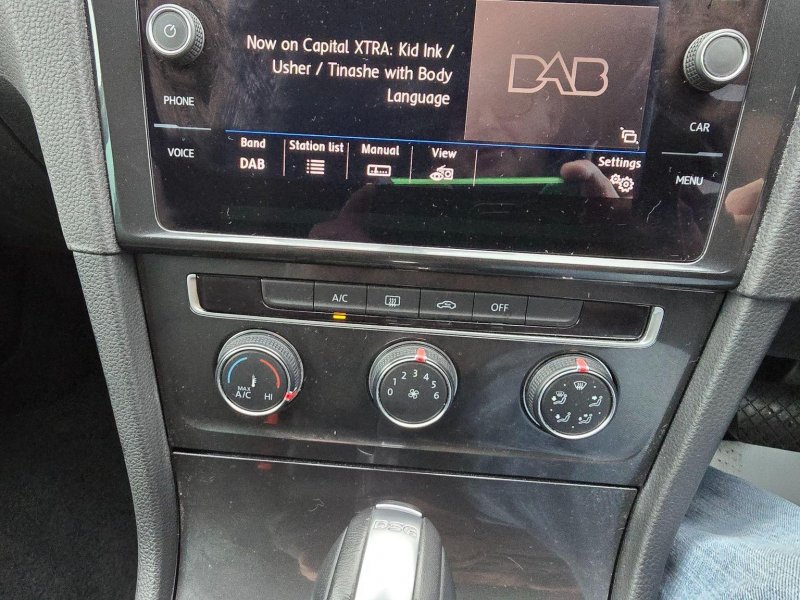 Now on Capital XTRA: Kid Ink /
Usher / Tinashe with Body
Language
DAB
PHONE
VOICE
CAR
MENU
Band
DAB
Station list
Manual
View
Settings
A/C
OFF
MAX
A/C
HI
0 1 2 3 4 5 6
DSG